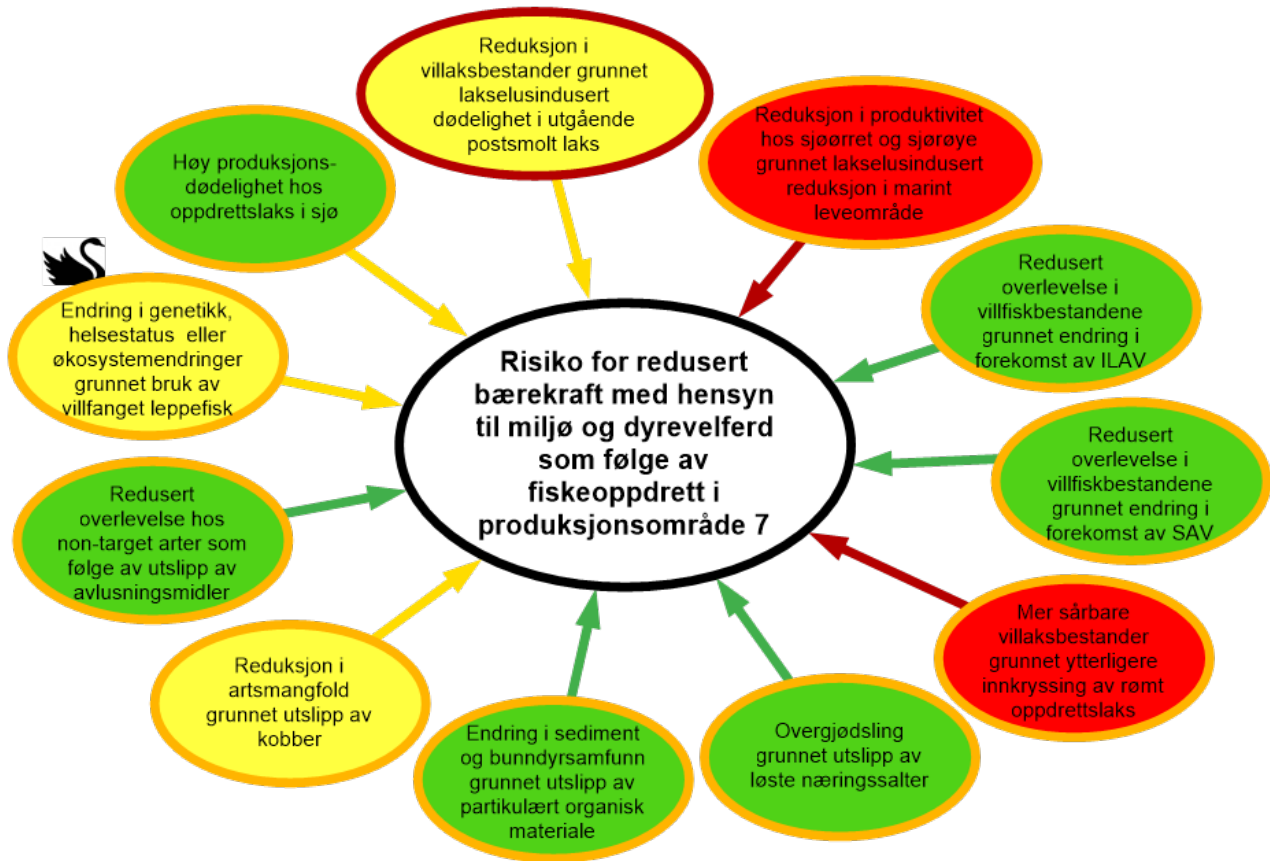 Reduksjon i
villaksbestander grunnet
lakselusindusert
dødelighet i utgående
postsmolt laks
Reduksjon i produktivitet
hos sjøørret og sjørøye
grunnet lakselusindusert
reduksjon i marint
leveområde
Høy produksjons-
dødelighet hos
oppdrettslaks i sjø
Redusert
overlevelse i
villfiskbestandene
grunnet endring i
forekomst av ILAV
Endring i genetikk,
helsestatus eller
økosystemendringer
grunnet bruk av
villfanget leppefisk
Risiko for redusert
bærekraft med hensyn
til miljø og dyrevelferd
som følge av
fiskeoppdrett i
produksjonsområde 7
Redusert
overlevelse i
villfiskbestandene
grunnet endring i
forekomst av SAV
Redusert
overlevelse hos
non-target arter som
følge av utslipp av
avlusningsmidler
Mer sårbare
villaksbestander
grunnet ytterligere
innkryssing av rømt
oppdrettslaks
Reduksjon i
artsmangfold
grunnet utslipp av
kobber
Endring i sediment
og bunndyrsamfunn
grunnet utslipp av
partikulært organisk
materiale
Overgjødsling
grunnet utslipp av
løste næringssalter